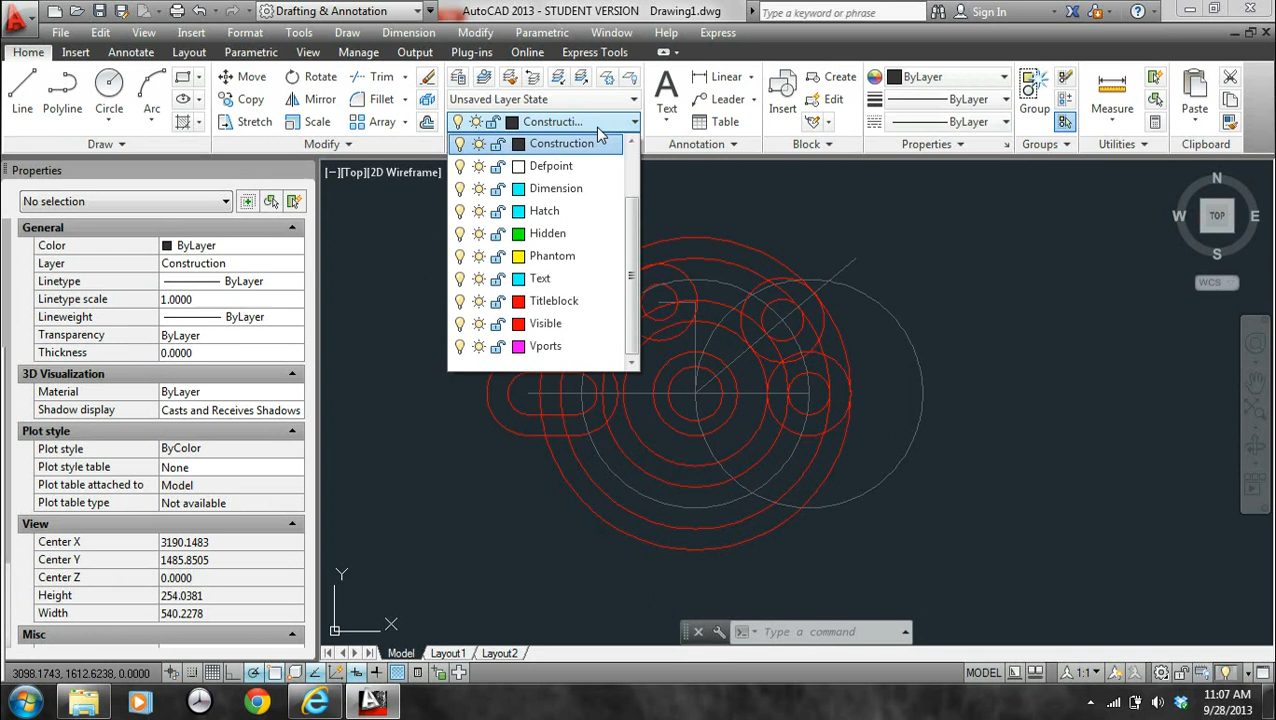 Drafting & Annotation
AutoCAD 2013 - STUDENT VERSION Drawing1.dwg
Type a keyword or phrase
Sign In
File Edit View Insert Format Tools Draw Dimension Modify Parametric Window Help Express
Home Insert Annotate Layout Parametric View Manage Output Plug-ins Online Express Tools
Line
Polyline
Circle
Arc
Move
Rotate
Trim
Copy
Mirror
Fillet
Stretch
Scale
Array
Unsaved Layer State
Constructi...
Text
Linear
Leader
Table
Insert
Create
Edit
ByLayer
ByLayer
ByLayer
Group
Measure
Paste
Draw
Modify
Annotation
Block
Properties
Groups
Utilities
Clipboard
Construction
Defpoint
Dimension
Hatch
Hidden
Phantom
Text
Titleblock
Visible
Vports
Properties
No selection
General
Color ByLayer
Layer Construction
Linetype ByLayer
Linetype scale 1.0000
Lineweight ByLayer
Transparency ByLayer
Thickness 0.0000
3D Visualization
Material ByLayer
Shadow display Casts and Receives Shadows
Plot style
Plot style ByColor
Plot style table None
Plot table attached to Model
Plot table type Not available
View
Center X 3190.1483
Center Y 1485.8505
Center Z 0.0000
Height 254.0381
Width 540.2278
Misc
[−][Top][2D Wireframe]
N
W TOP E
S
WCS
Y
X
Type a command
Model Layout1 Layout2
3098.1743, 1612.6238, 0.0000
MODEL
1:1
11:07 AM
9/28/2013